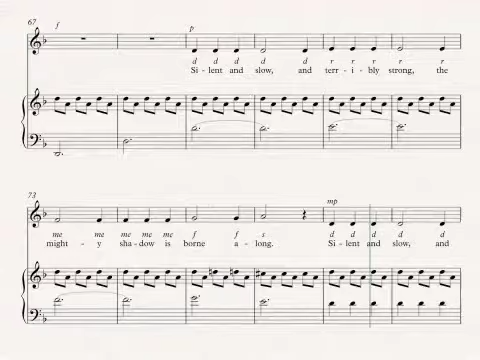 67
f
p
d d d d d r r r r r
Si - lent and slow, and terr - i - bly strong, the
d A d A d A d A d A d A d A d A d A d A d A d A d A d A d A d A d A d A
73
mp
me me me me me f f s d d d d d
might - y sha - dow is borne a - long. Si - lent and slow, and
d A d A d A d A d A d A d A d♮ d A c A c A c A d d d d d d